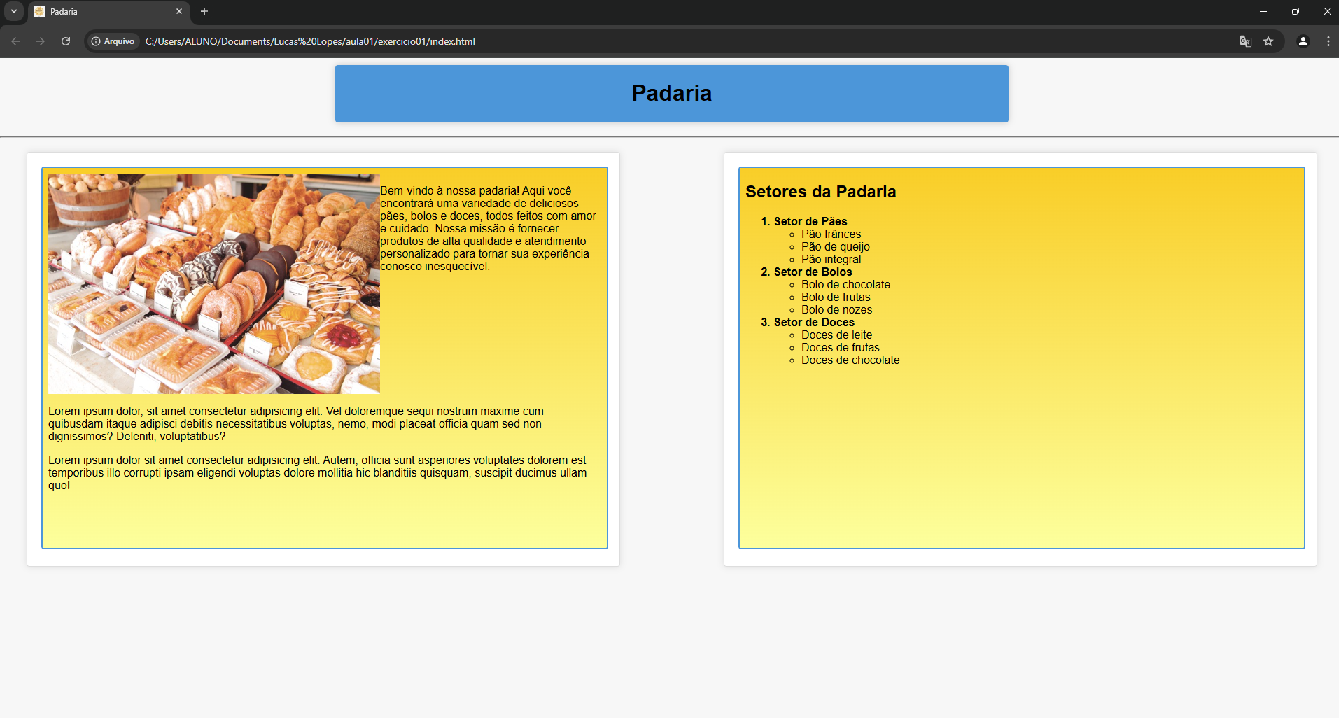 Padaria
Arquivo
C:/Users/ALUNO/Documents/Lucas%20Lopes/aula01/exercicio01/index.html
Padaria
Bem-vindo à nossa padaria! Aqui você
encontrará uma variedade de deliciosos
pães, bolos e doces, todos feitos com amor
e cuidado. Nossa missão é fornecer
produtos de alta qualidade e atendimento
personalizado para tornar sua experiência
conosco inesquecível.
Lorem ipsum dolor, sit amet consectetur adipisicing elit. Vel doloremque sequi nostrum maxime cum
quibusdam itaque adipisci debitis necessitatibus voluptas, nemo, modi placeat officia quam sed non
dignissimos? Deleniti, voluptatibus?
Lorem ipsum dolor sit amet consectetur adipisicing elit. Autem, officia sunt asperiores voluptates dolorem est
temporibus illo corrupti ipsam eligendi voluptas dolore mollitia hic blanditiis quisquam, suscipit ducimus ullam
quo!
Setores da Padaria
1. Setor de Pães
Pão frânces
Pão de queijo
Pão integral
2. Setor de Bolos
Bolo de chocolate
Bolo de frutas
Bolo de nozes
3. Setor de Doces
Doces de leite
Doces de frutas
Doces de chocolate